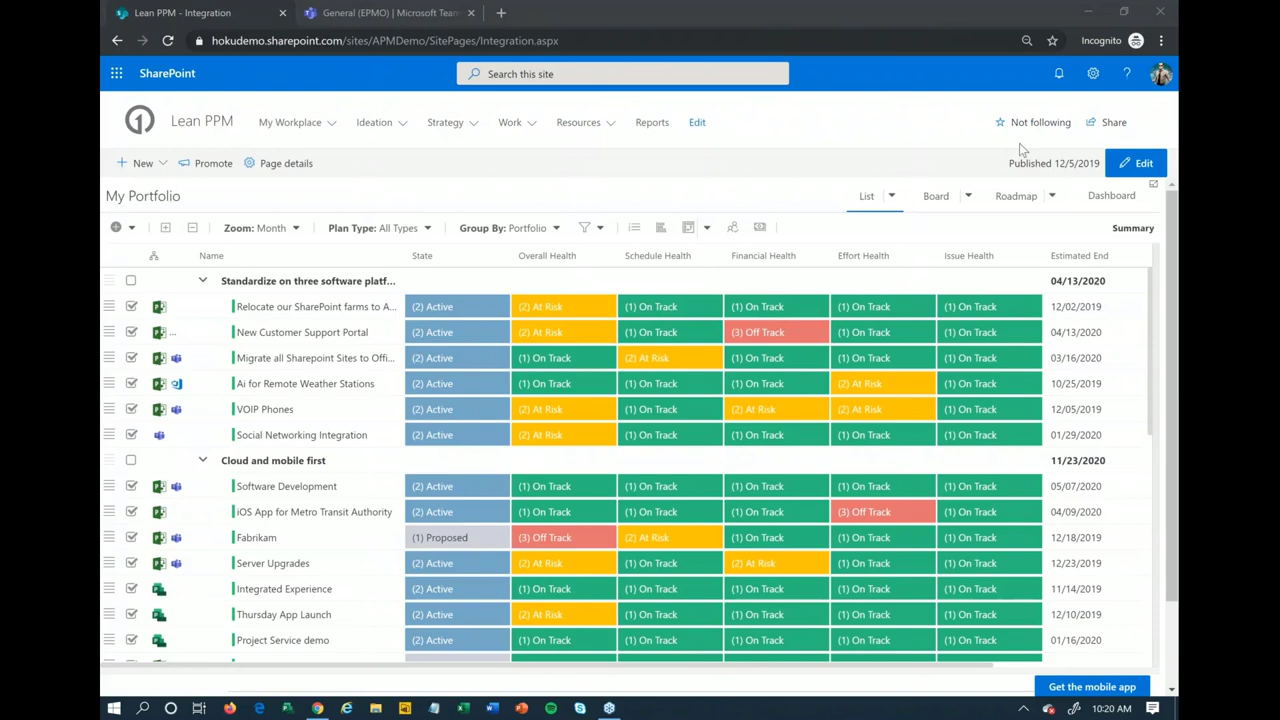 Lean PPM - Integration
General (EPMO) | Microsoft Team
hokudemo.sharepoint.com/sites/APMDemo/SitePages/Integration.aspx
Incognito
SharePoint
Search this site
Lean PPM
My Workplace
Ideation
Strategy
Work
Resources
Reports
Edit
Not following
Share
New
Promote
Page details
Published 12/5/2019
Edit
My Portfolio
List
Board
Roadmap
Dashboard
Zoom: Month
Plan Type: All Types
Group By: Portfolio
Summary
Name State Overall Health Schedule Health Financial Health Effort Health Issue Health Estimated End
Standardize on three software platf... 04/13/2020
Relocate our SharePoint farms to A... (2) Active (2) At Risk (1) On Track (1) On Track (1) On Track (1) On Track 12/02/2019
... New Customer Support Portal (2) Active (2) At Risk (1) On Track (3) Off Track (1) On Track (1) On Track 04/13/2020
Migrate all Sharepoint Sites to Offi... (2) Active (1) On Track (2) At Risk (1) On Track (1) On Track (1) On Track 01/06/2020
Ai for Remote Weather Stations (2) Active (1) On Track (1) On Track (1) On Track (2) At Risk (1) On Track 10/25/2019
VOIP Phones (2) Active (2) At Risk (1) On Track (2) At Risk (2) At Risk (1) On Track 12/05/2019
Social Networking Integration (2) Active (2) At Risk (1) On Track (1) On Track (1) On Track (1) On Track 01/29/2020
Cloud and mobile first 11/23/2020
Software Development (2) Active (1) On Track (1) On Track (1) On Track (1) On Track (1) On Track 05/07/2020
iOS App for Metro Transit Authority (2) Active (1) On Track (1) On Track (1) On Track (3) Off Track (1) On Track 04/09/2020
Fabrikam (1) Proposed (3) Off Track (2) At Risk (1) On Track (1) On Track (1) On Track 12/18/2019
Server Upgrades (2) Active (2) At Risk (1) On Track (2) At Risk (1) On Track (1) On Track 12/23/2019
Integrated Experience (2) Active (1) On Track (1) On Track (1) On Track (1) On Track (1) On Track 12/09/2019
Thursday App Launch (2) Active (2) At Risk (1) On Track (1) On Track (1) On Track (1) On Track 12/10/2019
Project Service demo (2) Active (1) On Track (1) On Track (1) On Track (1) On Track (1) On Track 01/16/2020
Get the mobile app
10:20 AM